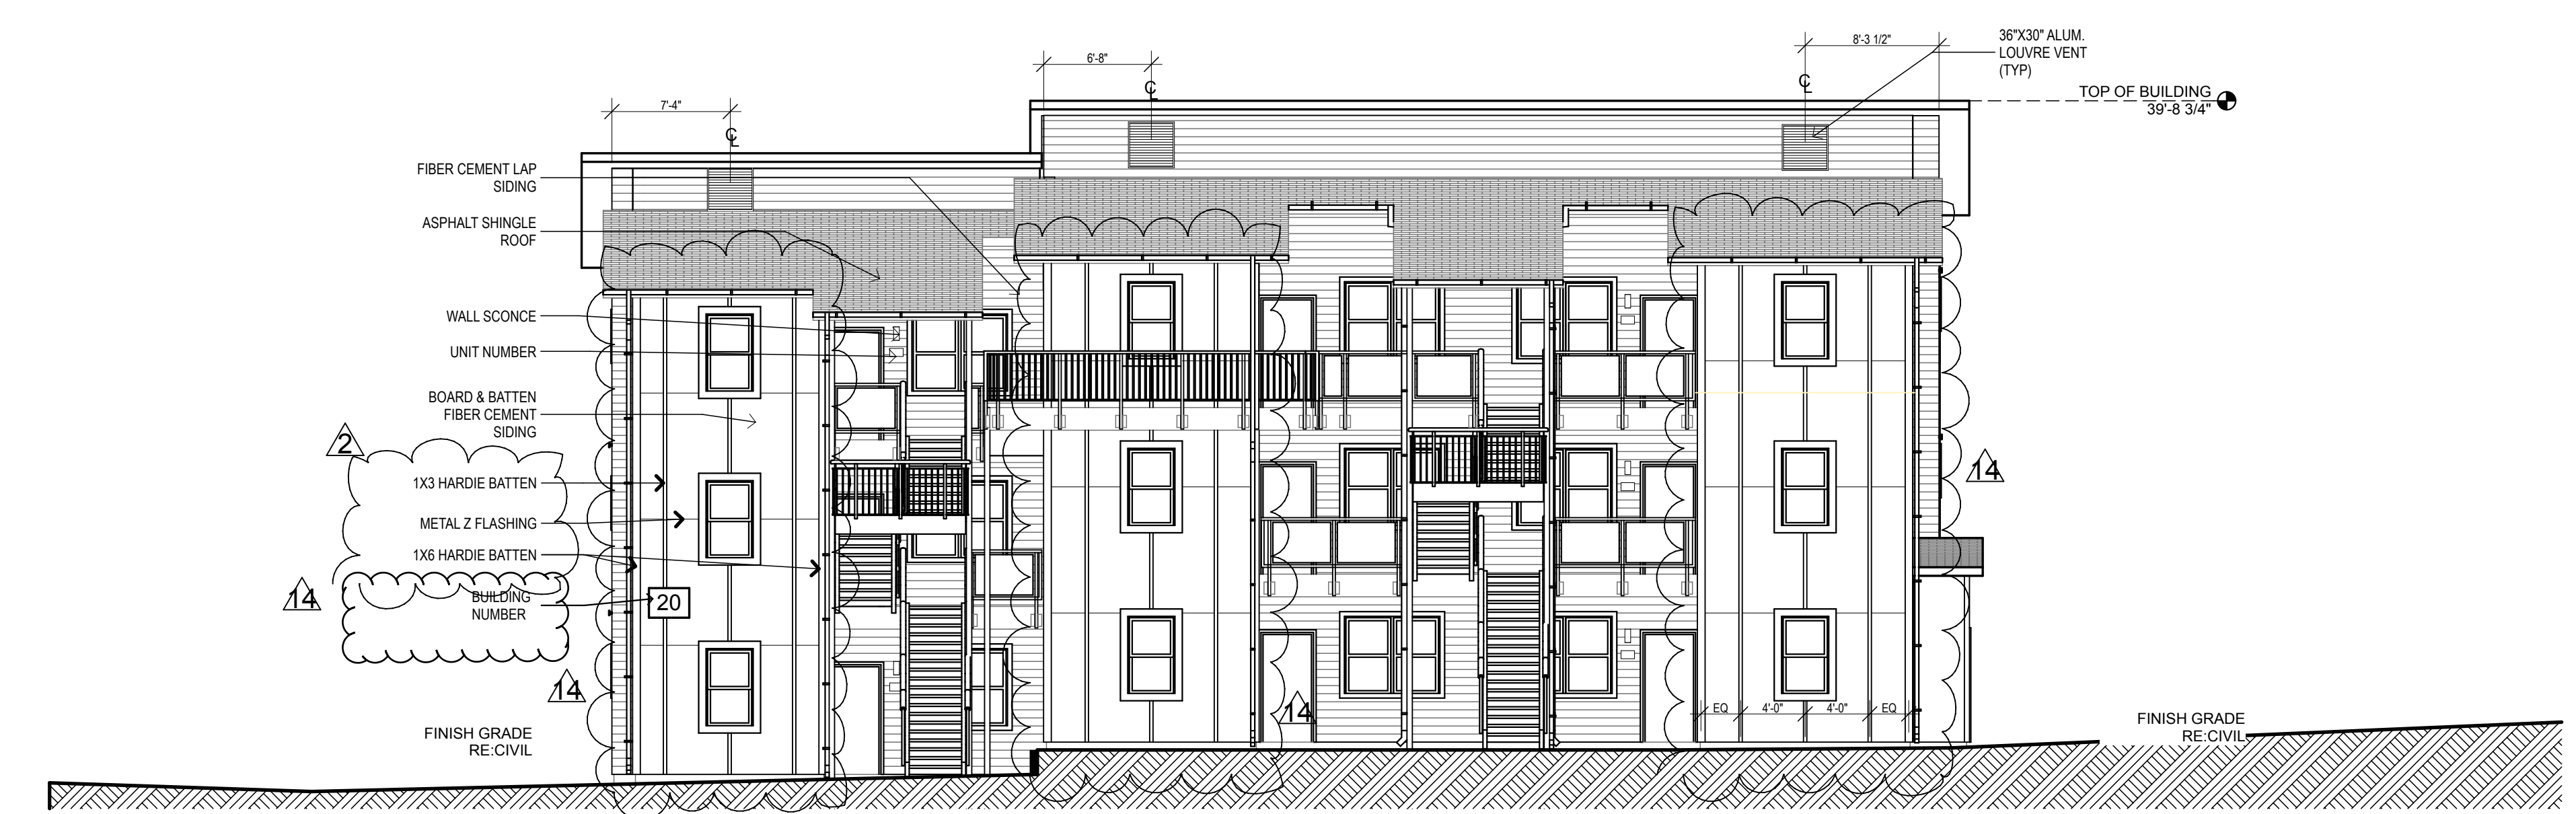 36"X30" ALUM.
LOUVRE VENT
(TYP)
8'-3 1/2"
6'-8"
7'-4"
℄
℄
℄
TOP OF BUILDING
39'-8 3/4"
FIBER CEMENT LAP
SIDING
ASPHALT SHINGLE
ROOF
WALL SCONCE
UNIT NUMBER
BOARD & BATTEN
FIBER CEMENT
SIDING
2
1X3 HARDIE BATTEN
METAL Z FLASHING
1X6 HARDIE BATTEN
14
BUILDING
NUMBER
20
14
14
14
EQ
4'-0"
4'-0"
EQ
FINISH GRADE
RE:CIVIL
FINISH GRADE
RE:CIVIL